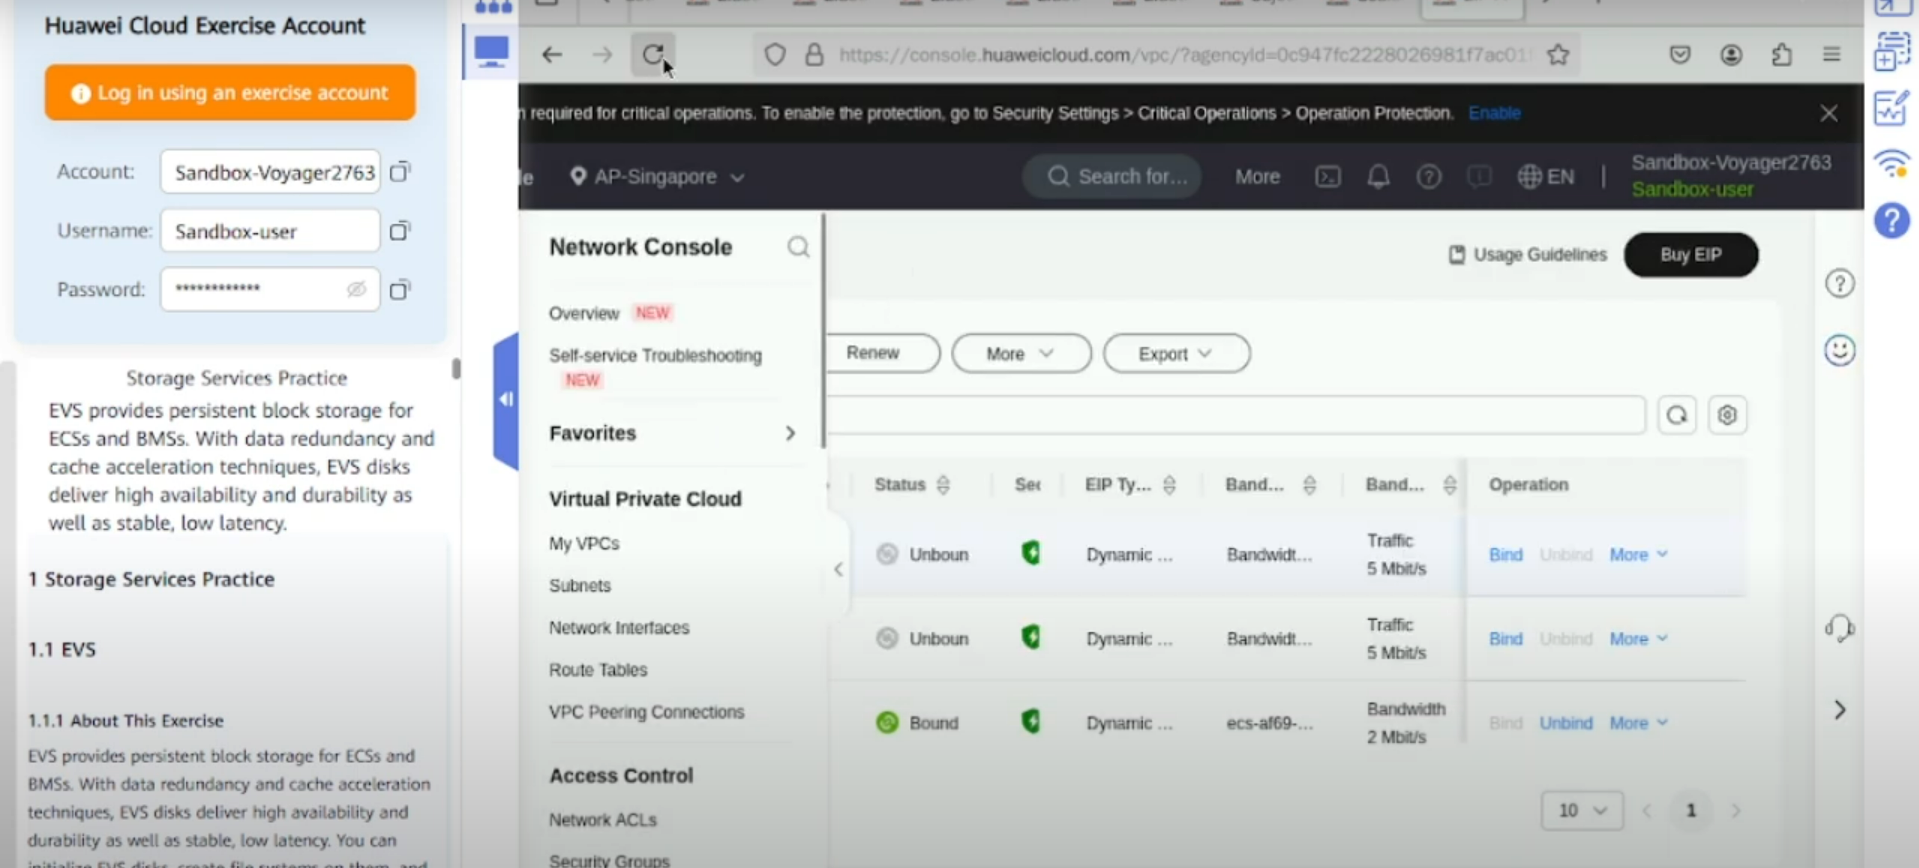 Huawei Cloud Exercise Account
Log in using an exercise account
Account: Sandbox-Voyager2763
Username: Sandbox-user
Password: ************
Storage Services Practice
EVS provides persistent block storage for
ECSs and BMSs. With data redundancy and
cache acceleration techniques, EVS disks
deliver high availability and durability as
well as stable, low latency.
1 Storage Services Practice
1.1 EVS
1.1.1 About This Exercise
EVS provides persistent block storage for ECSs and
BMSs. With data redundancy and cache acceleration
techniques, EVS disks deliver high availability and
durability as well as stable, low latency. You can
initialize EVS disks, create file systems on them, and
https://console.huaweicloud.com/vpc/?agencyId=0c947fc2228026981f7ac01
required for critical operations. To enable the protection, go to Security Settings > Critical Operations > Operation Protection. Enable
AP-Singapore
Search for...
More
EN
Sandbox-Voyager2763
Sandbox-user
Network Console
Overview NEW
Self-service Troubleshooting
NEW
Favorites
Virtual Private Cloud
My VPCs
Subnets
Network Interfaces
Route Tables
VPC Peering Connections
Access Control
Network ACLs
Security Groups
Usage Guidelines
Buy EIP
Renew More Export
Status Sec EIP Ty... Band... Band... Operation
Unboun Dynamic ... Bandwidt... Traffic
5 Mbit/s
Bind Unbind More
Unboun Dynamic ... Bandwidt... Traffic
5 Mbit/s
Bind Unbind More
Bound Dynamic ... ecs-af69-... Bandwidth
2 Mbit/s
Bind Unbind More
10 1